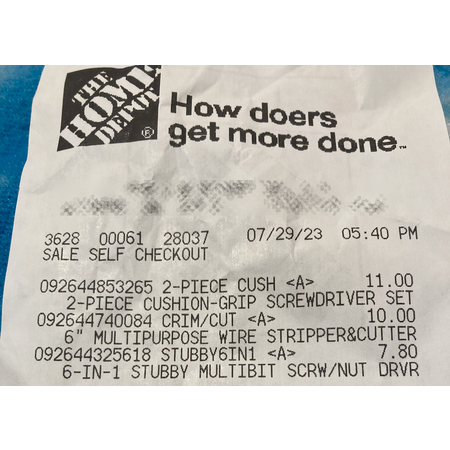 THE
HOME
DEPOT
®
How doers
get more done™
3628 00061 28037 07/29/23 05:40 PM
SALE SELF CHECKOUT
092644853265 2-PIECE CUSH <A> 11.00
2-PIECE CUSHION-GRIP SCREWDRIVER SET
092644740084 CRIM/CUT <A> 10.00
6" MULTIPURPOSE WIRE STRIPPER&CUTTER
092644325618 STUBBY6IN1 <A> 7.80
6-IN-1 STUBBY MULTIBIT SCRW/NUT DRVR